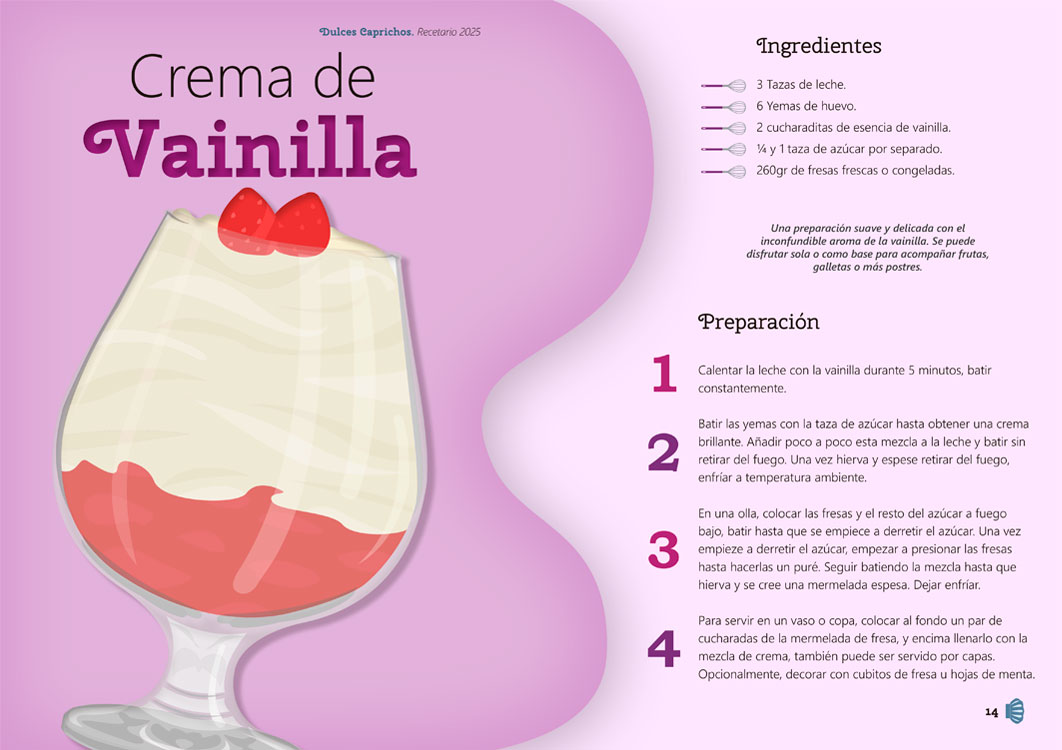 Dulces Caprichos. Recetario 2025
Crema de
Vainilla
Ingredientes
3 Tazas de leche.
6 Yemas de huevo.
2 cucharaditas de esencia de vainilla.
¼ y 1 taza de azúcar por separado.
260gr de fresas frescas o congeladas.
Una preparación suave y delicada con el
inconfundible aroma de la vainilla. Se puede
disfrutar sola o como base para acompañar frutas,
galletas o más postres.
Preparación
1
Calentar la leche con la vainilla durante 5 minutos, batir
constantemente.
2
Batir las yemas con la taza de azúcar hasta obtener una crema
brillante. Añadir poco a poco esta mezcla a la leche y batir sin
retirar del fuego. Una vez hierva y espese retirar del fuego,
enfríar a temperatura ambiente.
3
En una olla, colocar las fresas y el resto del azúcar a fuego
bajo, batir hasta que se empiece a derretir el azúcar. Una vez
empieze a derretir el azúcar, empezar a presionar las fresas
hasta hacerlas un puré. Seguir batiendo la mezcla hasta que
hierva y se cree una mermelada espesa. Dejar enfríar.
4
Para servir en un vaso o copa, colocar al fondo un par de
cucharadas de la mermelada de fresa, y encima llenarlo con la
mezcla de crema, también puede ser servido por capas.
Opcionalmente, decorar con cubitos de fresa u hojas de menta.
14